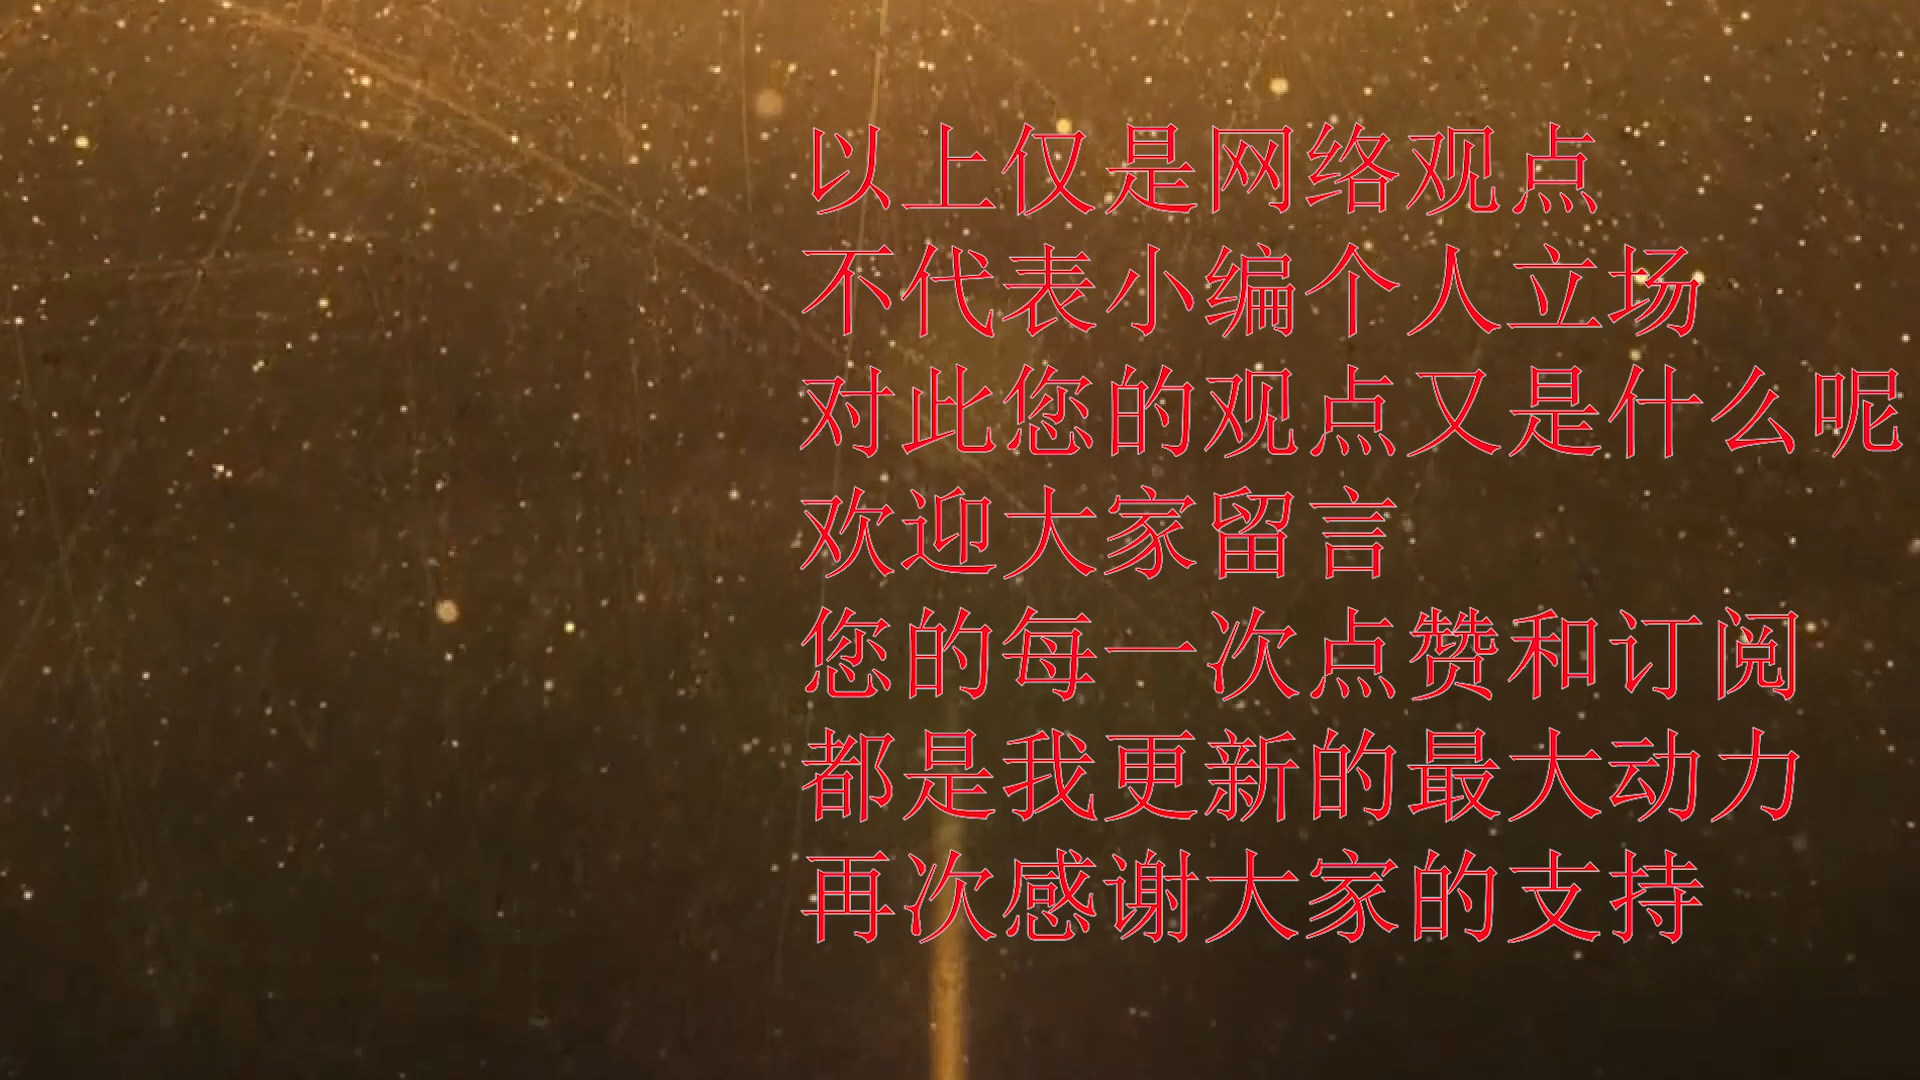 以上仅是网络观点
不代表小编个人立场
对此您的观点又是什么呢
欢迎大家留言
您的每一次点赞和订阅
都是我更新的最大动力
再次感谢大家的支持